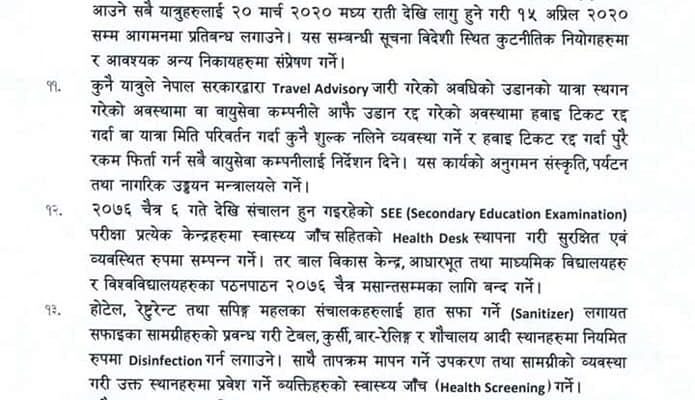 आउने सबै यात्रुहरुलाई २० मार्च २०२० मध्य राती देखि लागु हुने गरी १५ अप्रिल २०२०
सम्म आगमनमा प्रतिबन्ध लगाउने। यस सम्बन्धी सूचना विदेशी स्थित कुटनीतिक नियोगहरुमा
र आवश्यक अन्य निकायहरुमा संप्रेषण गर्ने।
११. कुनै यात्रुले नेपाल सरकारद्वारा Travel Advisory जारी गरेको अवधिको उडानको यात्रा स्थगन
गरेको अवस्थामा वा वायुसेवा कम्पनीले आफै उडान रद्द गरेको अवस्थामा हवाइ टिकट रद्द
गर्दा वा यात्रा मिति परिवर्तन गर्दा कुनै शुल्क नलिने व्यवस्था गर्ने र हवाइ टिकट रद्द गर्दा पुरै
रकम फिर्ता गर्न सबै वायुसेवा कम्पनीलाई निर्देशन दिने। यस कार्यको अनुगमन संस्कृति, पर्यटन
तथा नागरिक उड्डयन मन्त्रालयले गर्ने।
१२. २०७६ चैत्र ६ गते देखि संचालन हुन गइरहेको SEE (Secondary Education Examination)
परीक्षा प्रत्येक केन्द्रहरुमा स्वास्थ्य जाँच सहितको Health Desk स्थापना गरी सुरक्षित एवं
व्यवस्थित रुपमा सम्पन्न गर्ने। तर बाल विकास केन्द्र, आधारभूत तथा माध्यमिक विद्यालयहरु
र विश्वविद्यालयहरुका पठनपाठन २०७६ चैत्र मसान्तसम्मका लागि बन्द गर्ने।
१३. होटेल, रेष्टुरेन्ट तथा सपिङ्ग महलका संचालकहरुलाई हात सफा गर्ने (Sanitizer) लगायत
सफाइका सामग्रीहरुको प्रवन्ध गरी टेबल, कुर्सी, बार-रेलिङ्ग र शौचालय आदी स्थानहरुमा नियमित
रुपमा Disinfection गर्न लगाउने। साथै तापक्रम मापन गर्ने उपकरण तथा सामग्रीको व्यवस्था
गरी उक्त स्थानहरुमा प्रवेश गर्ने व्यक्तिहरुको स्वास्थ्य जाँच (Health Screening) गर्ने।